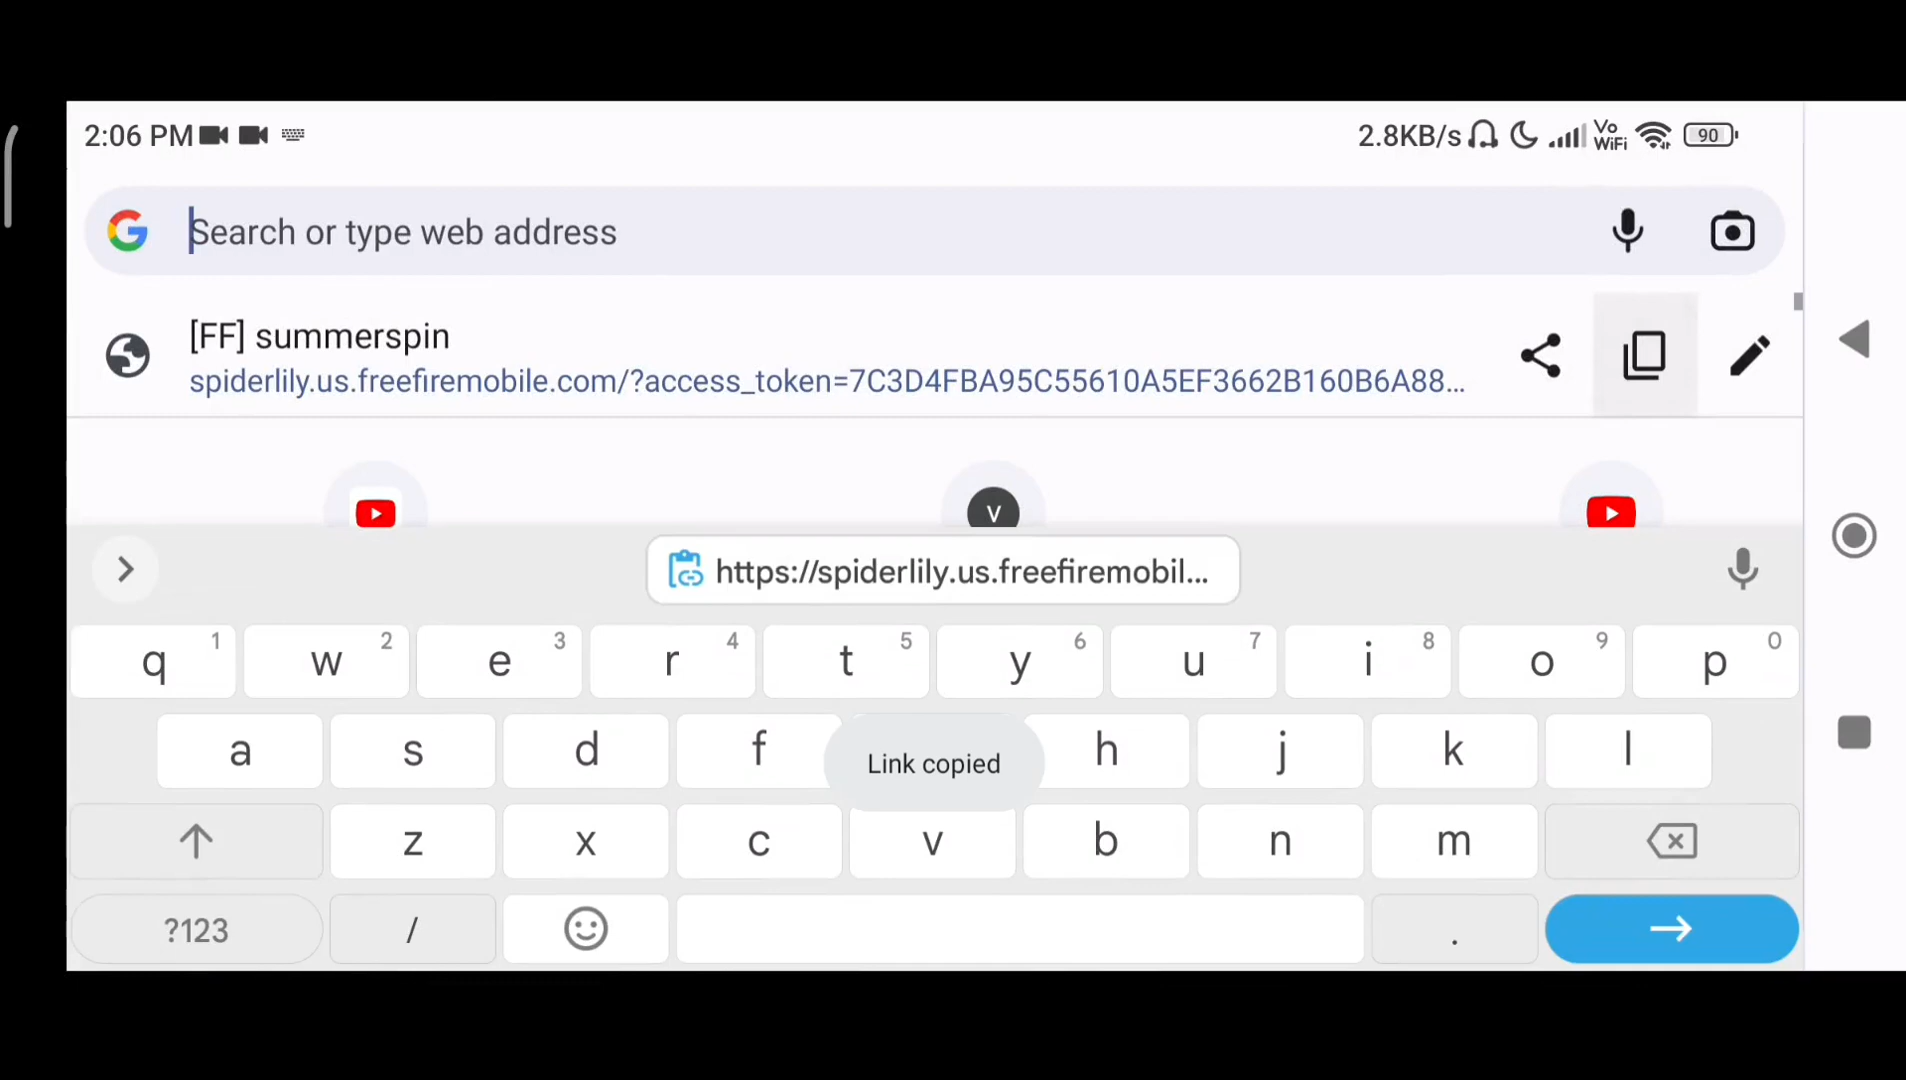 2:06 PM
2.8KB/s Vo WiFi 90
Search or type web address
[FF] summerspin
spiderlily.us.freefiremobile.com/?access_token=7C3D4FBA95C55610A5EF3662B160B6A88...
V
https://spiderlily.us.freefiremobil...
q 1 w 2 e 3 r 4 t 5 y 6 u 7 i 8 o 9 p 0
a s d f h j k l
Link copied
z x c v b n m
?123 / .